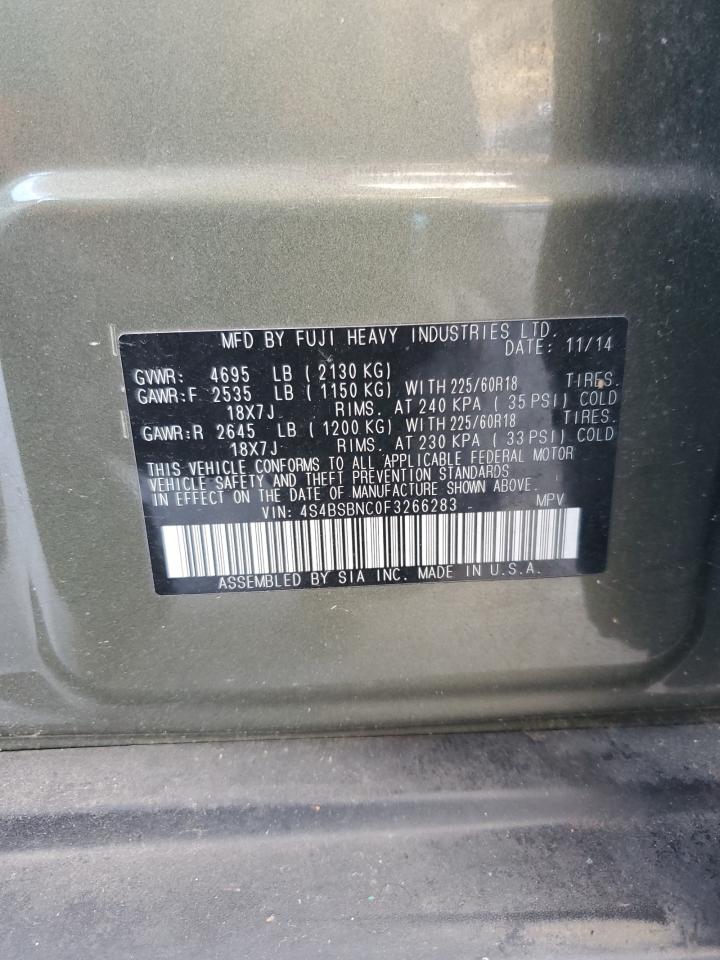 MFD BY FUJI HEAVY INDUSTRIES LTD.
DATE: 11/14
GVWR: 4695 LB ( 2130 KG)
GAWR:F 2535 LB ( 1150 KG) WITH 225/60R18 TIRES.
18X7J RIMS. AT 240 KPA ( 35 PSI) COLD
GAWR:R 2645 LB ( 1200 KG) WITH 225/60R18 TIRES.
18X7J RIMS. AT 230 KPA ( 33 PSI) COLD
THIS VEHICLE CONFORMS TO ALL APPLICABLE FEDERAL MOTOR
VEHICLE SAFETY AND THEFT PREVENTION STANDARDS
IN EFFECT ON THE DATE OF MANUFACTURE SHOWN ABOVE.
VIN: 4S4BSBNC0F3266283 MPV
ASSEMBLED BY SIA INC. MADE IN U.S.A.